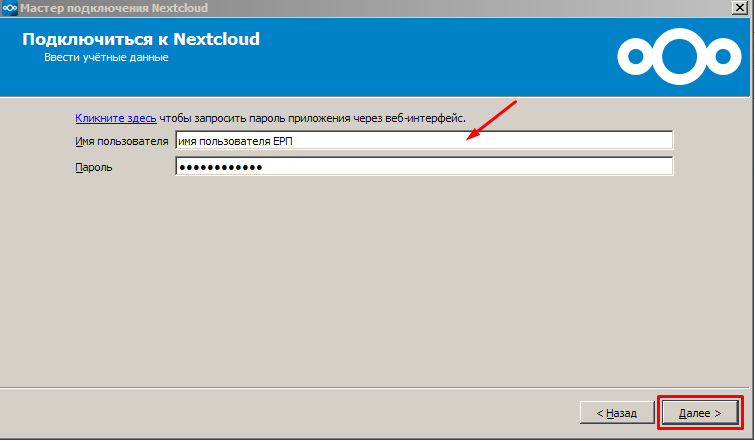 Мастер подключения Nextcloud
Подключиться к Nextcloud
Ввести учётные данные
Кликните здесь чтобы запросить пароль приложения через веб-интерфейс.
Имя пользователя имя пользователя ЕРП
Пароль ●●●●●●●●●●●●
< Назад Далее >